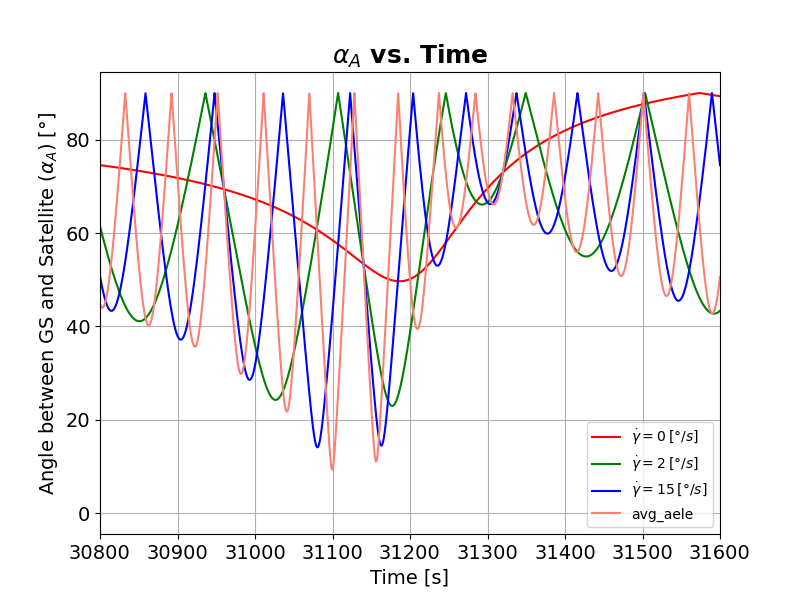 α_A vs. Time
Angle between GS and Satellite (α_A) [°]
80
60
40
20
0
30800 30900 31000 31100 31200 31300 31400 31500 31600
Time [s]
γ̇ = 0 [°/s]
γ̇ = 2 [°/s]
γ̇ = 15 [°/s]
avg_aele